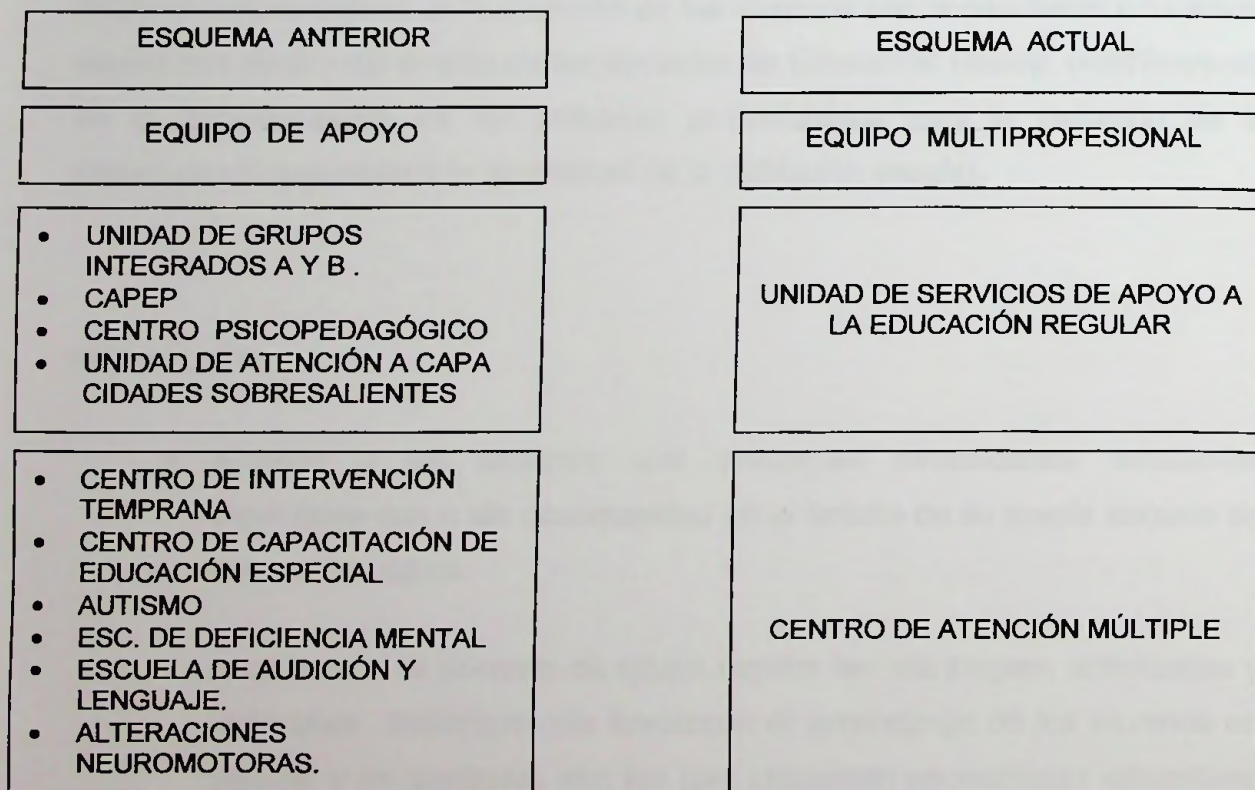 ESQUEMA ANTERIOR
EQUIPO DE APOYO
• UNIDAD DE GRUPOS
INTEGRADOS A Y B .
• CAPEP
• CENTRO PSICOPEDAGÓGICO
• UNIDAD DE ATENCIÓN A CAPA
CIDADES SOBRESALIENTES
• CENTRO DE INTERVENCIÓN
TEMPRANA
• CENTRO DE CAPACITACIÓN DE
EDUCACIÓN ESPECIAL
• AUTISMO
• ESC. DE DEFICIENCIA MENTAL
• ESCUELA DE AUDICIÓN Y
LENGUAJE.
• ALTERACIONES
NEUROMOTORAS.
ESQUEMA ACTUAL
EQUIPO MULTIPROFESIONAL
UNIDAD DE SERVICIOS DE APOYO A
LA EDUCACIÓN REGULAR
CENTRO DE ATENCIÓN MÚLTIPLE